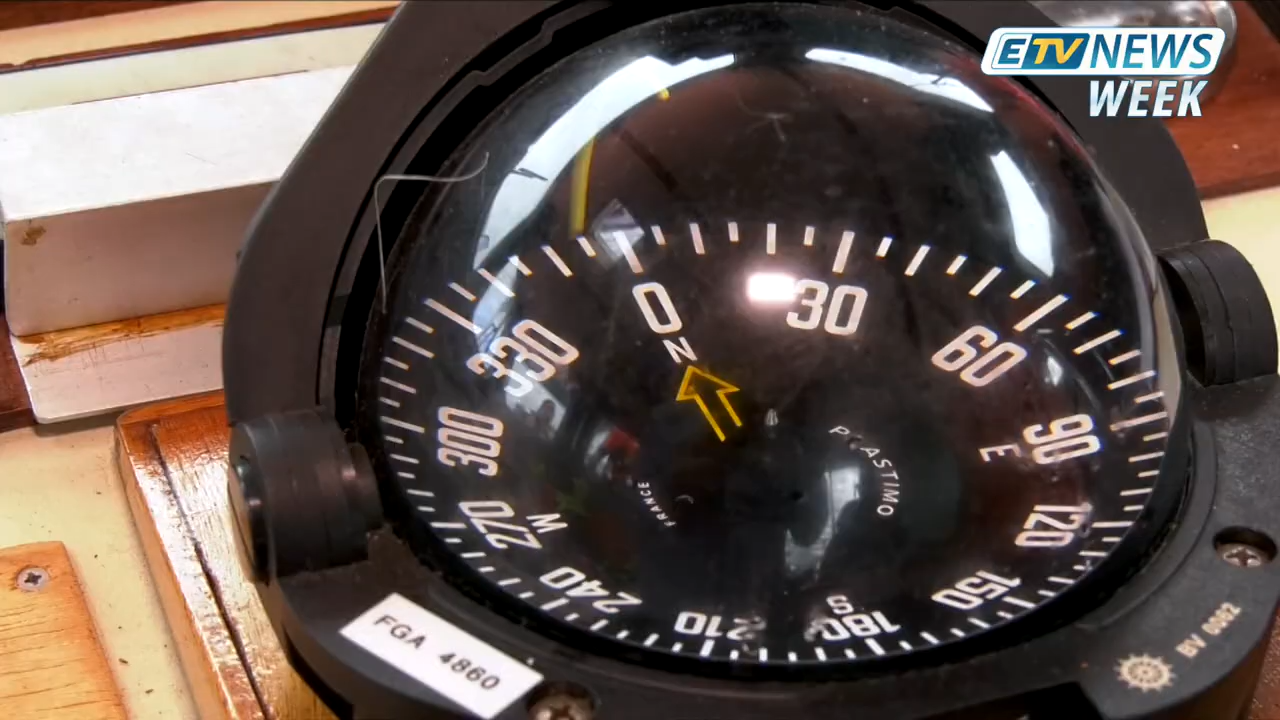 ETV NEWS
WEEK
0
N
30
60
90
E
120
150
180
S
210
240
270
W
300
330
PLASTIMO
FRANCE
FGA 4860
BV 0062